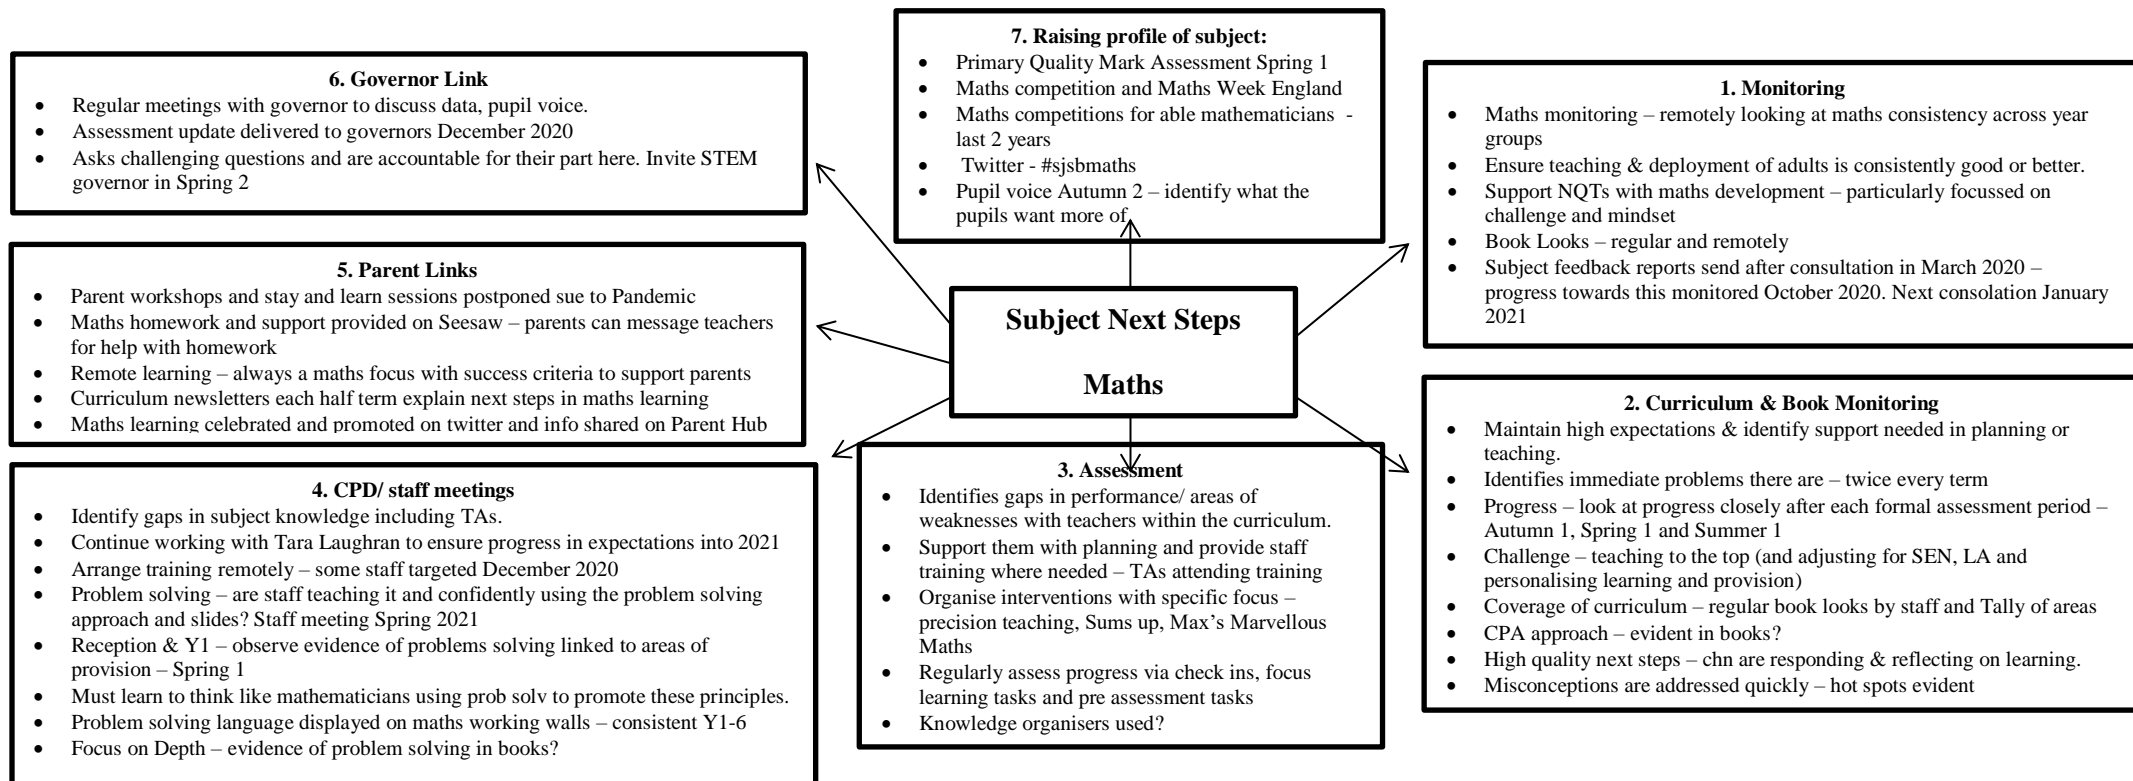 Subject Next Steps
Maths
1. Monitoring
• Maths monitoring – remotely looking at maths consistency across year
groups
• Ensure teaching & deployment of adults is consistently good or better.
• Support NQTs with maths development – particularly focussed on
challenge and mindset
• Book Looks – regular and remotely
• Subject feedback reports send after consultation in March 2020 –
progress towards this monitored October 2020. Next consolation January
2021
2. Curriculum & Book Monitoring
• Maintain high expectations & identify support needed in planning or
teaching.
• Identifies immediate problems there are – twice every term
• Progress – look at progress closely after each formal assessment period –
Autumn 1, Spring 1 and Summer 1
• Challenge – teaching to the top (and adjusting for SEN, LA and
personalising learning and provision)
• Coverage of curriculum – regular book looks by staff and Tally of areas
• CPA approach – evident in books?
• High quality next steps – chn are responding & reflecting on learning.
• Misconceptions are addressed quickly – hot spots evident
3. Assessment
• Identifies gaps in performance/ areas of
weaknesses with teachers within the curriculum.
• Support them with planning and provide staff
training where needed – TAs attending training
• Organise interventions with specific focus –
precision teaching, Sums up, Max’s Marvellous
Maths
• Regularly assess progress via check ins, focus
learning tasks and pre assessment tasks
• Knowledge organisers used?
4. CPD/ staff meetings
• Identify gaps in subject knowledge including TAs.
• Continue working with Tara Laughran to ensure progress in expectations into 2021
• Arrange training remotely – some staff targeted December 2020
• Problem solving – are staff teaching it and confidently using the problem solving
approach and slides? Staff meeting Spring 2021
• Reception & Y1 – observe evidence of problems solving linked to areas of
provision – Spring 1
• Must learn to think like mathematicians using prob solv to promote these principles.
• Problem solving language displayed on maths working walls – consistent Y1-6
• Focus on Depth – evidence of problem solving in books?
5. Parent Links
• Parent workshops and stay and learn sessions postponed sue to Pandemic
• Maths homework and support provided on Seesaw – parents can message teachers
for help with homework
• Remote learning – always a maths focus with success criteria to support parents
• Curriculum newsletters each half term explain next steps in maths learning
• Maths learning celebrated and promoted on twitter and info shared on Parent Hub
6. Governor Link
• Regular meetings with governor to discuss data, pupil voice.
• Assessment update delivered to governors December 2020
• Asks challenging questions and are accountable for their part here. Invite STEM
governor in Spring 2
7. Raising profile of subject:
• Primary Quality Mark Assessment Spring 1
• Maths competition and Maths Week England
• Maths competitions for able mathematicians -
last 2 years
• Twitter - #sjsbmaths
• Pupil voice Autumn 2 – identify what the
pupils want more of